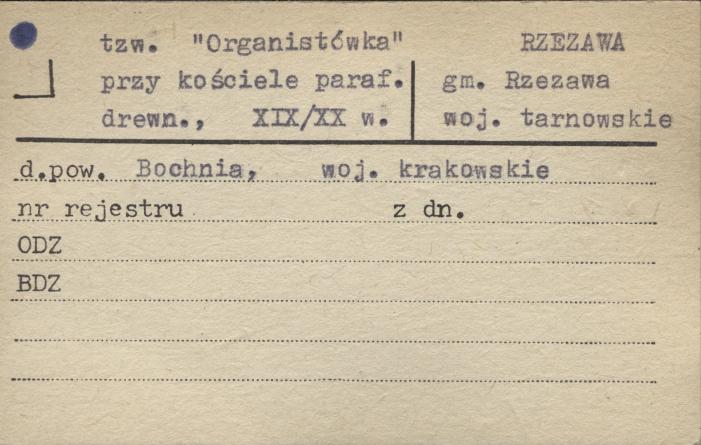 tzw. "Organistówka" RZEZAWA
przy kościele paraf. gm. Rzezawa
drewn., XIX/XX w. woj. tarnowskie
d.pow. Bochnia, woj. krakowskie
nr rejestru z dn.
ODZ
BDZ